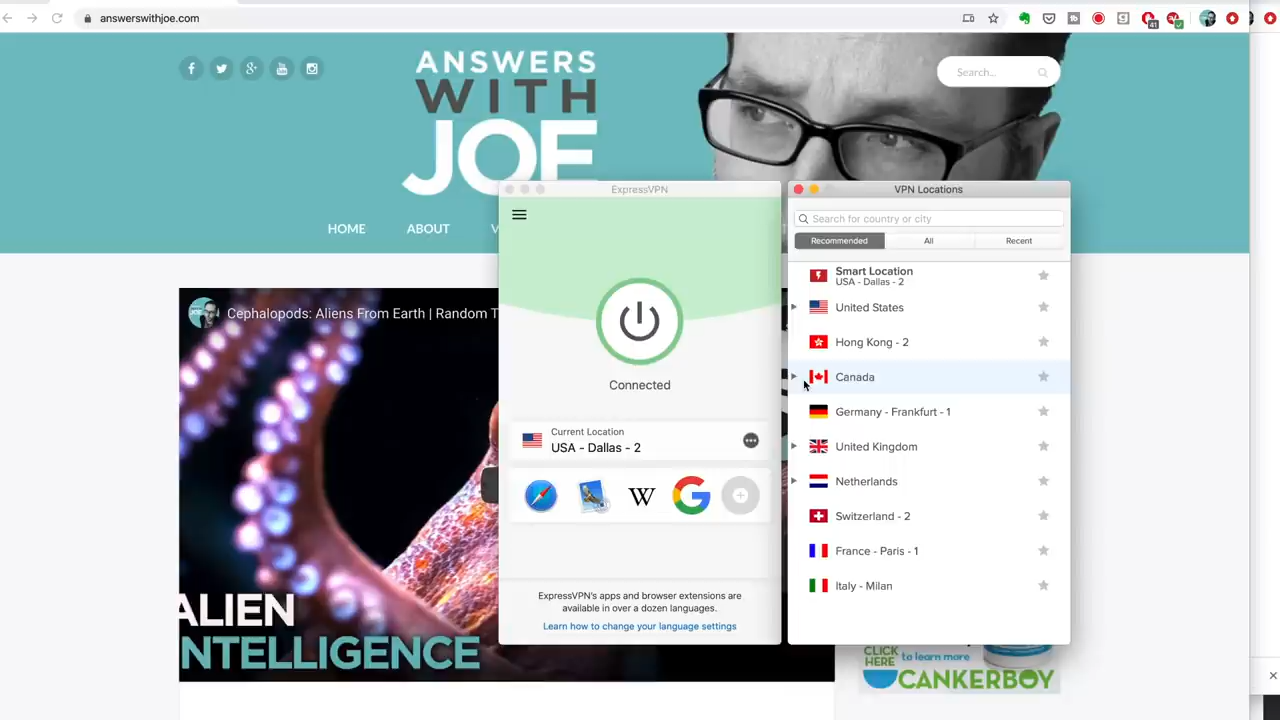 answerswithjoe.com
41
ANSWERS
WITH
JOE
Search...
HOME
ABOUT
V
Cephalopods: Aliens From Earth | Random T
ALIEN
INTELLIGENCE
ExpressVPN
Connected
Current Location
USA - Dallas - 2
W
G
ExpressVPN's apps and browser extensions are
available in over a dozen languages.
Learn how to change your language settings
VPN Locations
Search for country or city
Recommended
All
Recent
Smart Location
USA - Dallas - 2
United States
Hong Kong - 2
Canada
Germany - Frankfurt - 1
United Kingdom
Netherlands
Switzerland - 2
France - Paris - 1
Italy - Milan
CLICK
HERE to learn more
CANKERBOY